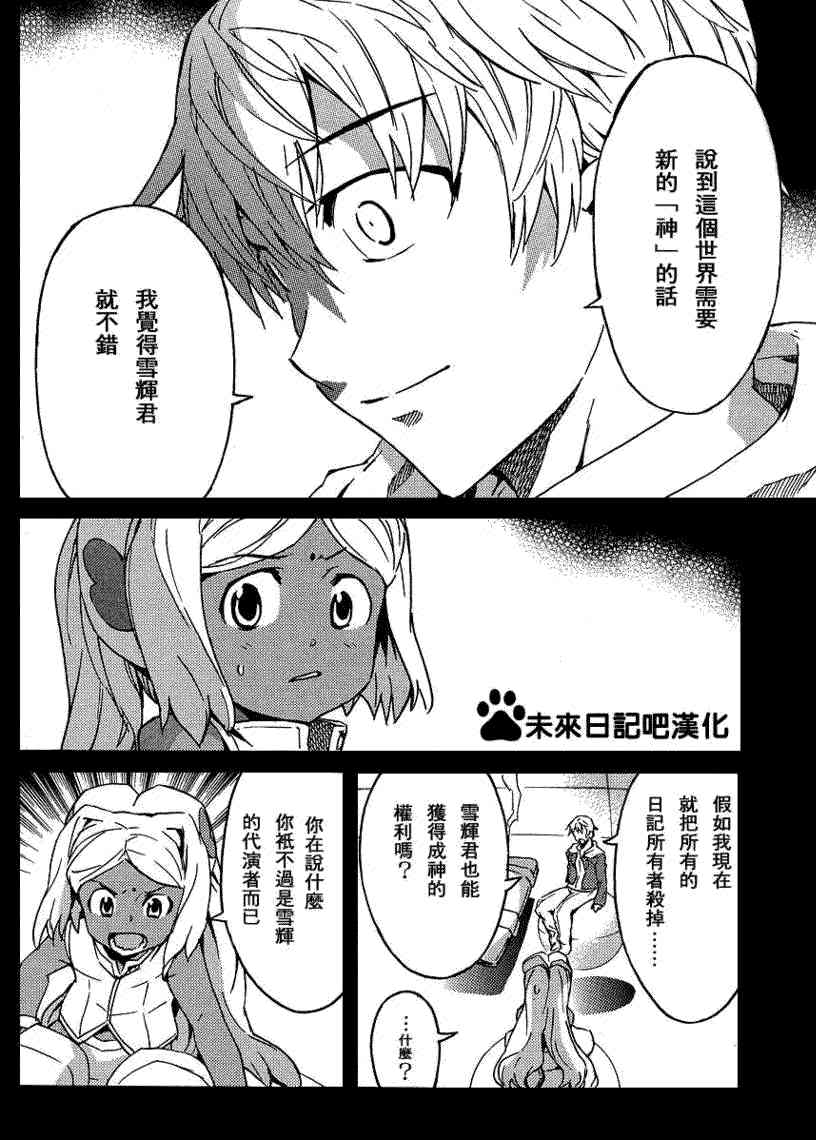 說到這個世界需要
新的「神」的話
我覺得雪輝君
就不錯
未來日記吧漢化
假如我現在
就把所有的
日記所有者殺掉……
雪輝君也能
獲得成神的
權利嗎？
…什麼？
你在說什麼
你衹不過是雪輝
的代演者而已